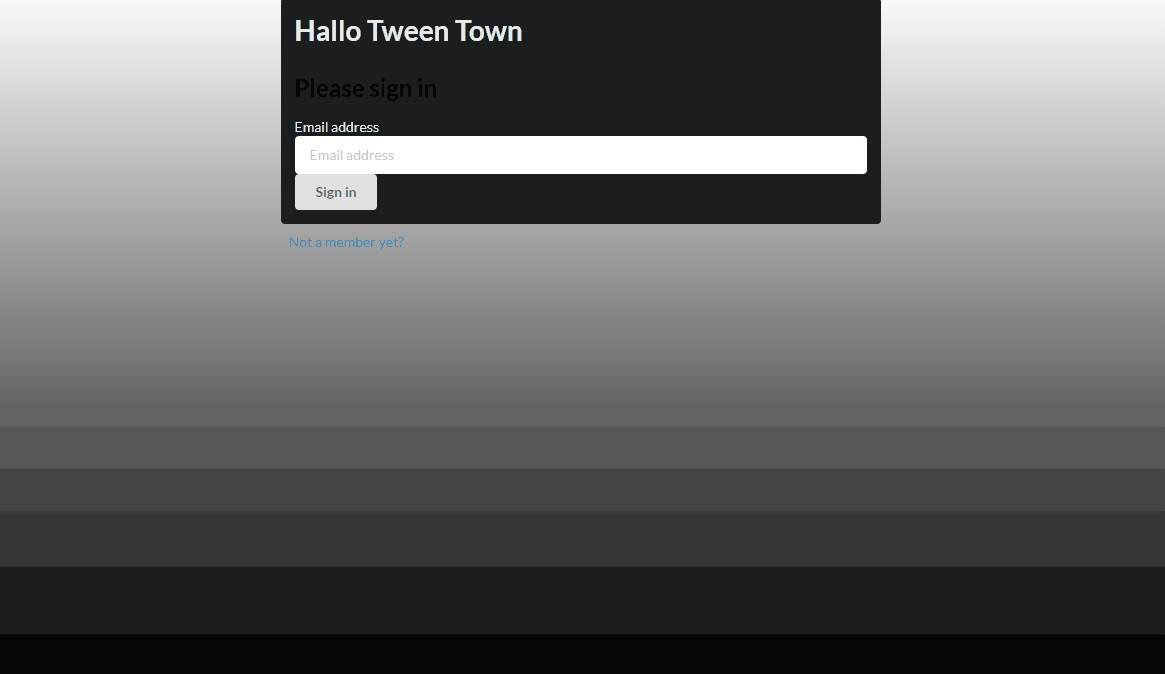 Hallo Tween Town
Please sign in
Email address
Email address
Sign in
Not a member yet?